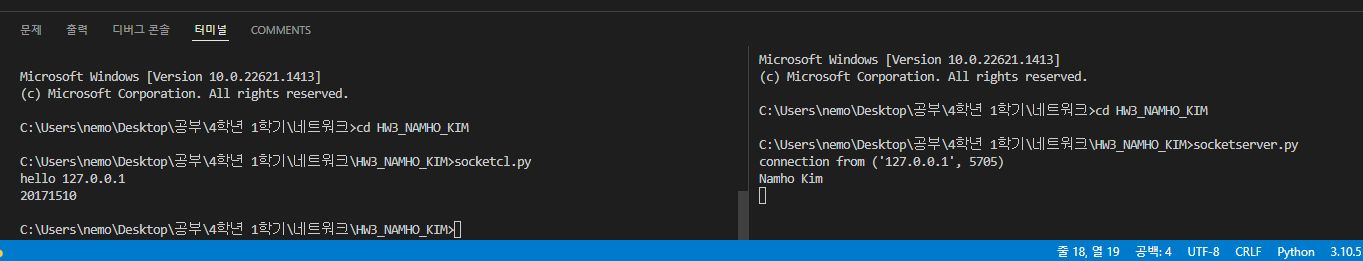 문제 출력 디버그 콘솔 터미널 COMMENTS
Microsoft Windows [Version 10.0.22621.1413]
(c) Microsoft Corporation. All rights reserved.
C:\Users\nemo\Desktop\공부\4학년 1학기\네트워크>cd HW3_NAMHO_KIM
C:\Users\nemo\Desktop\공부\4학년 1학기\네트워크\HW3_NAMHO_KIM>socketcl.py
hello 127.0.0.1
20171510
C:\Users\nemo\Desktop\공부\4학년 1학기\네트워크\HW3_NAMHO_KIM>
Microsoft Windows [Version 10.0.22621.1413]
(c) Microsoft Corporation. All rights reserved.
C:\Users\nemo\Desktop\공부\4학년 1학기\네트워크>cd HW3_NAMHO_KIM
C:\Users\nemo\Desktop\공부\4학년 1학기\네트워크\HW3_NAMHO_KIM>socketserver.py
connection from ('127.0.0.1', 5705)
Namho Kim
줄 18, 열 19 공백: 4 UTF-8 CRLF Python 3.10.5